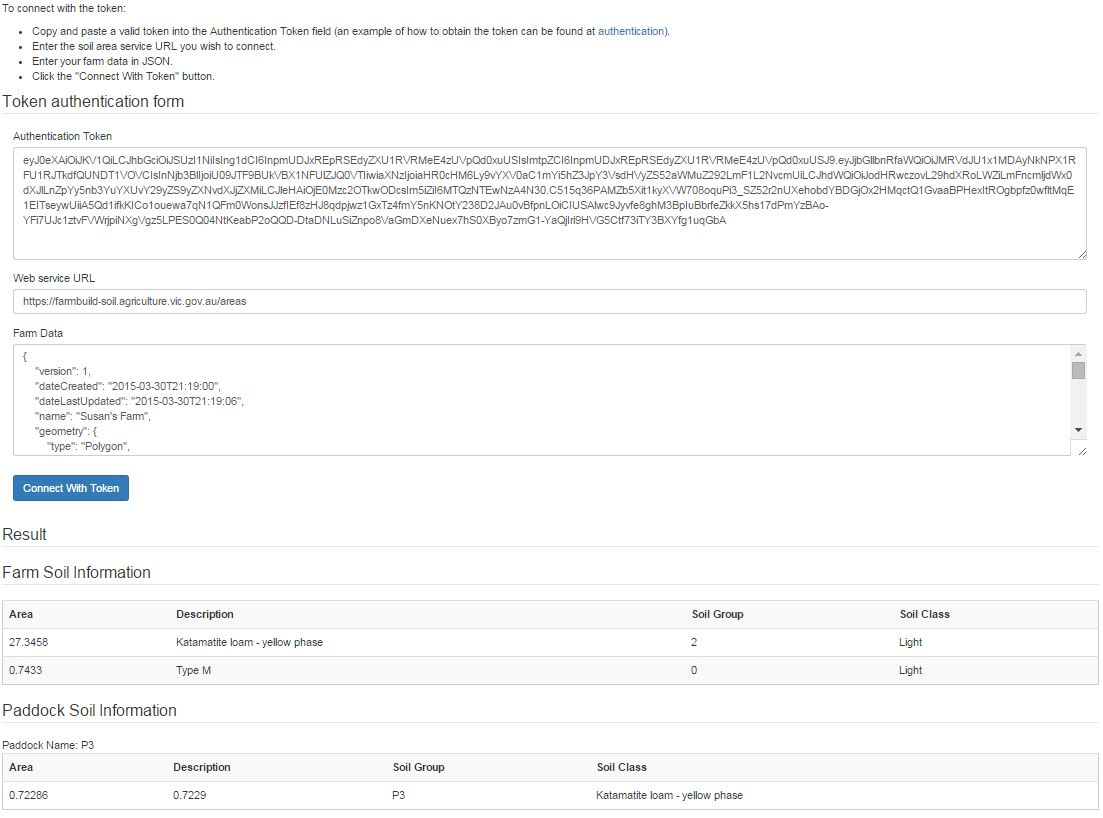 To connect with the token:
Copy and paste a valid token into the Authentication Token field (an example of how to obtain the token can be found at authentication).
Enter the soil area service URL you wish to connect.
Enter your farm data in JSON.
Click the "Connect With Token" button.
Token authentication form
Authentication Token
Web service URL
https://farmbuild-soil.agriculture.vic.gov.au/areas
Farm Data
{
"version": 1,
"dateCreated": "2015-03-30T21:19:00",
"dateLastUpdated": "2015-03-30T21:19:06",
"name": "Susan's Farm",
"geometry": {
"type": "Polygon",
Connect With Token
Result
Farm Soil Information
Area Description Soil Group Soil Class
27.3458 Katamatite loam - yellow phase 2 Light
0.7433 Type M 0 Light
Paddock Soil Information
Paddock Name: P3
Area Description Soil Group Soil Class
0.72286 0.7229 P3 Katamatite loam - yellow phase